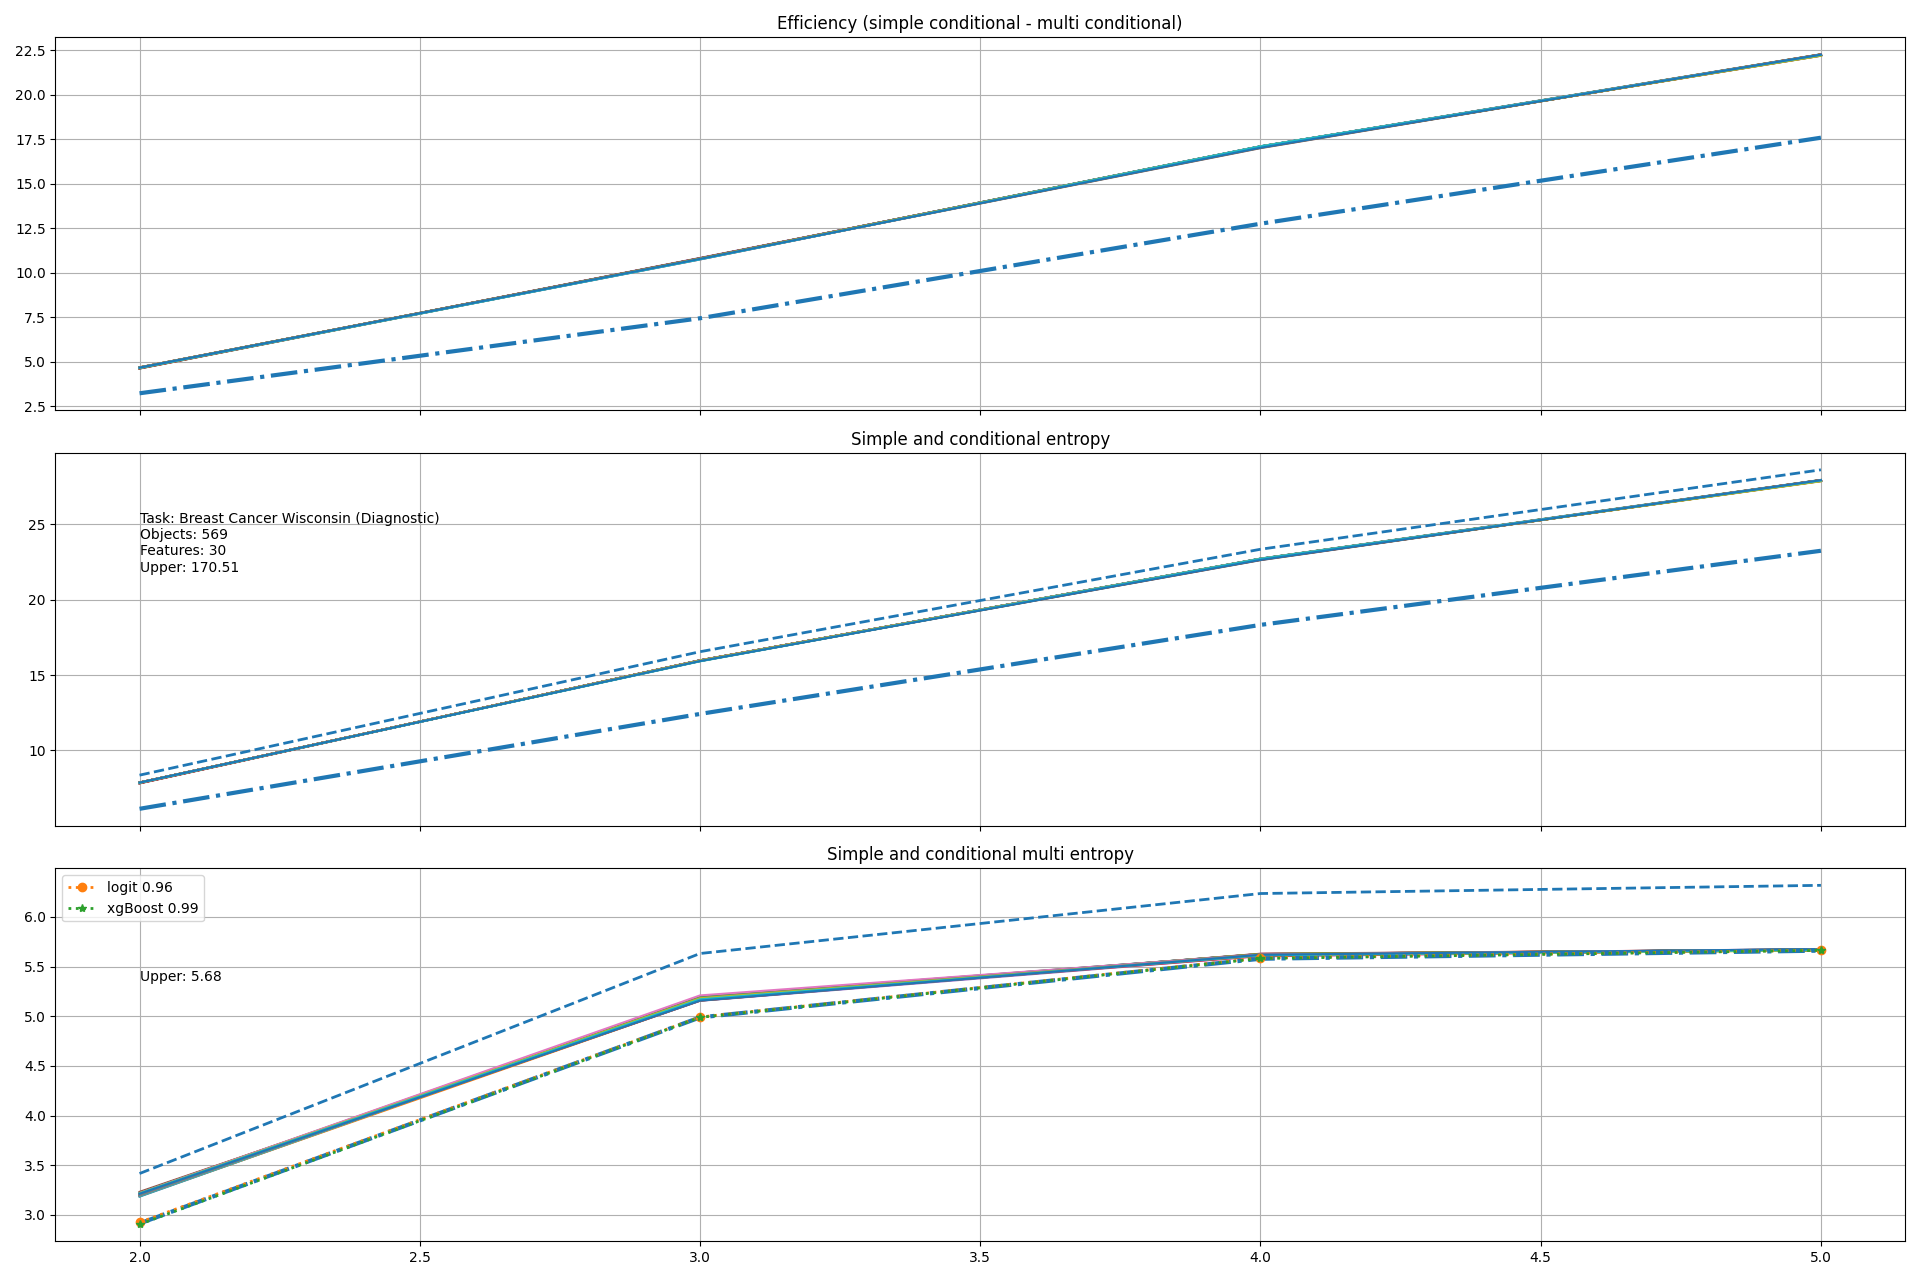 Efficiency (simple conditional - multi conditional)
22.5
20.0
17.5
15.0
12.5
10.0
7.5
5.0
2.5
Simple and conditional entropy
25
20
15
10
Task: Breast Cancer Wisconsin (Diagnostic)
Objects: 569
Features: 30
Upper: 170.51
Simple and conditional multi entropy
logit 0.96
xgBoost 0.99
Upper: 5.68
6.0
5.5
5.0
4.5
4.0
3.5
3.0
2.0 2.5 3.0 3.5 4.0 4.5 5.0